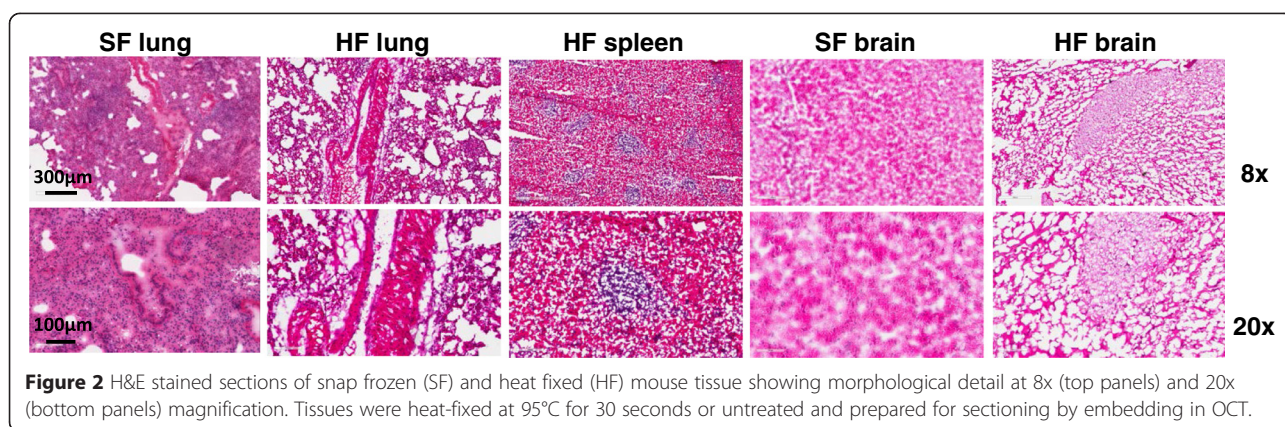 SF lung HF lung HF spleen SF brain HF brain
300µm
8x
100µm
20x
Figure 2 H&E stained sections of snap frozen (SF) and heat fixed (HF) mouse tissue showing morphological detail at 8x (top panels) and 20x
(bottom panels) magnification. Tissues were heat-fixed at 95°C for 30 seconds or untreated and prepared for sectioning by embedding in OCT.